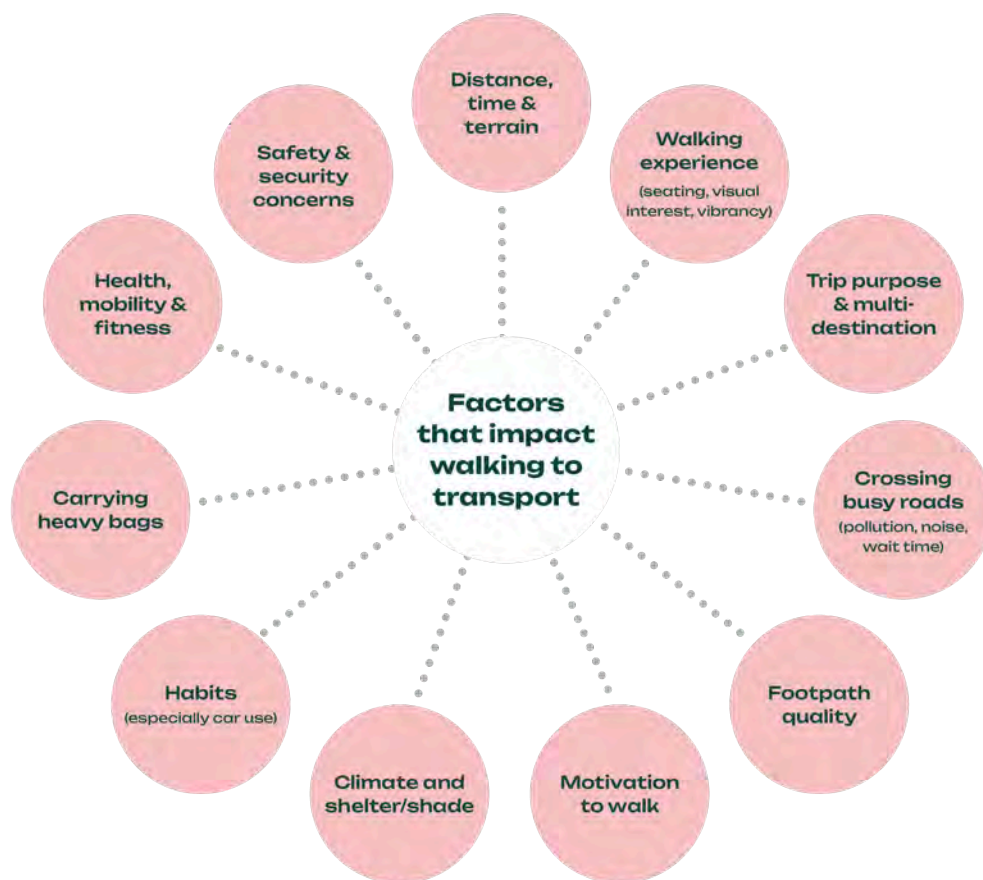 Distance,
time &
terrain
Walking
experience
(seating, visual
interest, vibrancy)
Trip purpose
& multi-
destination
Crossing
busy roads
(pollution, noise,
wait time)
Footpath
quality
Motivation
to walk
Climate and
shelter/shade
Habits
(especially car use)
Carrying
heavy bags
Health,
mobility &
fitness
Safety &
security
concerns
Factors
that impact
walking to
transport